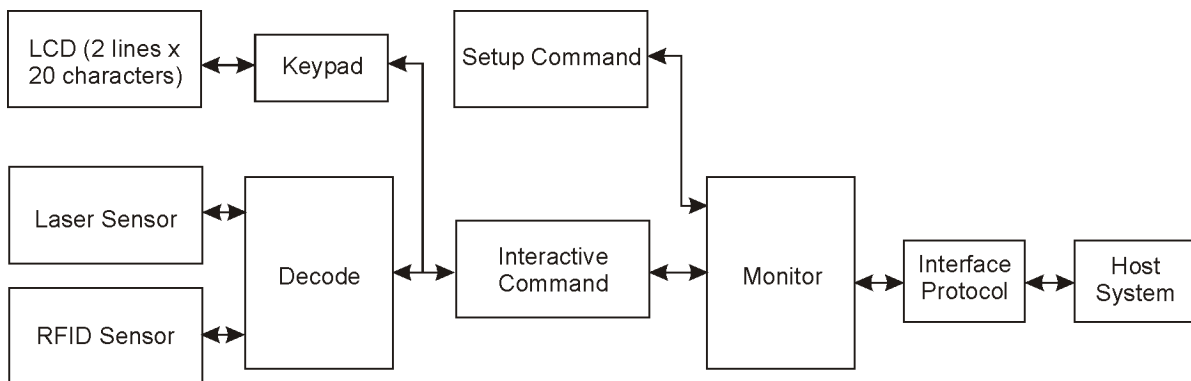 LCD (2 lines x
20 characters)
Keypad
Setup Command
Laser Sensor
Decode
Interactive
Command
Monitor
Interface
Protocol
Host
System
RFID Sensor